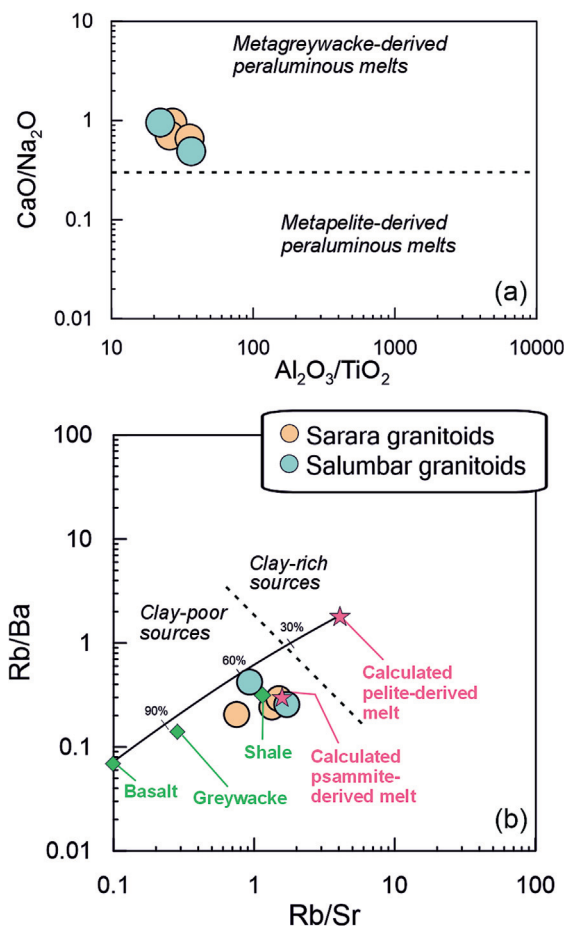 10
Metagreywacke-derived
peraluminous melts
1
CaO/Na₂O
0.1
Metapelite-derived
peraluminous melts
(a)
0.01
10
100
1000
10000
Al₂O₃/TiO₂
Sarara granitoids
Salumbar granitoids
100
10
Clay-rich
sources
Clay-poor
sources
30%
Rb/Ba
1
60%
Calculated
pelite-derived
melt
90%
0.1
Shale
Calculated
psammite-
derived melt
Basalt
Greywacke
(b)
0.01
0.1
1
10
100
Rb/Sr